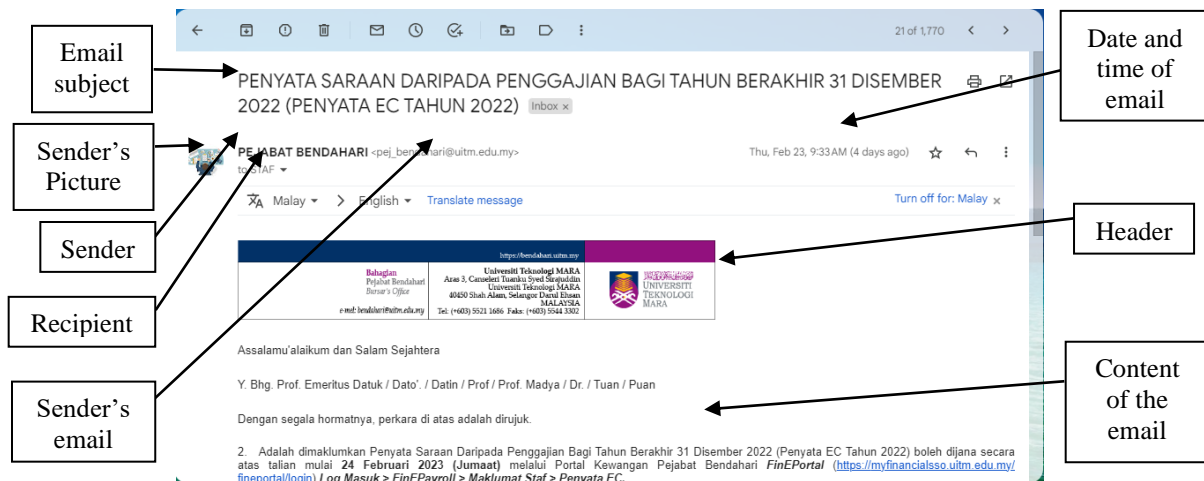 21 of 1,770
Email
subject
Date and
time of
email
PENYATA SARAAN DARIPADA PENGGAJIAN BAGI TAHUN BERAKHIR 31 DISEMBER
2022 (PENYATA EC TAHUN 2022) Inbox ×
Sender's
Picture
PEJABAT BENDAHARI <pej_bendahari@uitm.edu.my>
Thu, Feb 23, 9:33 AM (4 days ago)
to STAF
Malay > English Translate message
Turn off for: Malay ×
Sender
Header
https://bendahari.uitm.my
Bahagian
Pejabat Bendahari
Bursar's Office
e-mel: bendahari@uitm.edu.my
Universiti Teknologi MARA
Aras 3, Canseleri Tuanku Syed Sirajuddin
Universiti Teknologi MARA
40450 Shah Alam, Selangor Darul Ehsan
MALAYSIA
Tel: (+603) 5521 1686 Faks: (+603) 5544 3302
UNIVERSITI
TEKNOLOGI
MARA
Recipient
Assalamu'alaikum dan Salam Sejahtera
Y. Bhg. Prof. Emeritus Datuk / Dato'. / Datin / Prof / Prof. Madya / Dr. / Tuan / Puan
Content
of the
email
Sender's
email
Dengan segala hormatnya, perkara di atas adalah dirujuk.
2. Adalah dimaklumkan Penyata Saraan Daripada Penggajian Bagi Tahun Berakhir 31 Disember 2022 (Penyata EC Tahun 2022) boleh dijana secara
atas talian mulai 24 Februari 2023 (Jumaat) melalui Portal Kewangan Pejabat Bendahari FinEPortal (https://myfinancialsso.uitm.edu.my/
fineportal/login) Log Masuk > FinEPayroll > Maklumat Staf > Penyata EC.